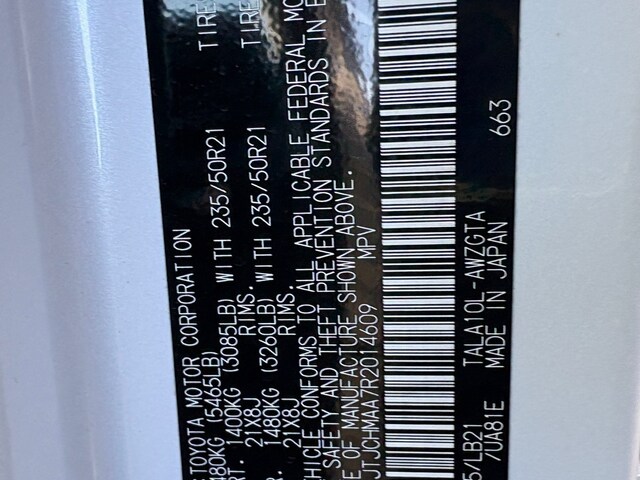 TOYOTA MOTOR CORPORATION
480KG (5465LB)
RT. 1400KG (3085LB) WITH 235/50R21 TIRE
21X8J RIMS.
1480KG (3260LB) WITH 235/50R21 TIRE
21X8J RIMS.
HICLE CONFORMS TO ALL APPLICABLE FEDERAL MO
SAFETY AND THEFT PREVENTION STANDARDS IN E
E OF MANUFACTURE SHOWN ABOVE.
JTJCHMAA7R2014609 MPV
5/LB21 TALA10L-AWZGTA 663
/UA81E MADE IN JAPAN